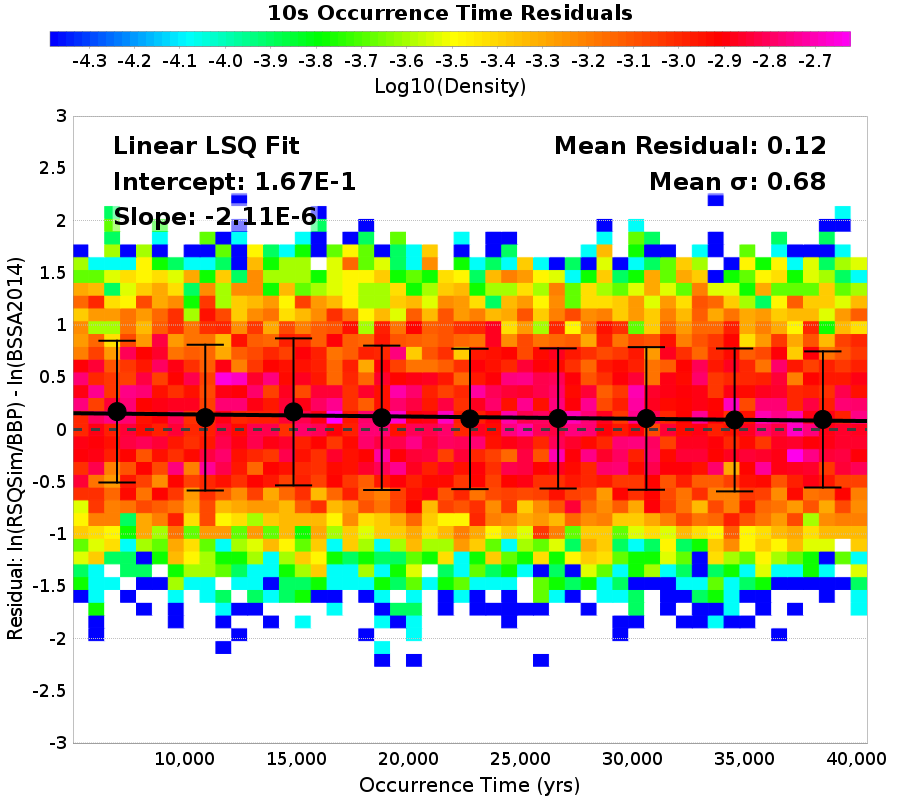 10s Occurrence Time Residuals
-4.3 -4.2 -4.1 -4.0 -3.9 -3.8 -3.7 -3.6 -3.5 -3.4 -3.3 -3.2 -3.1 -3.0 -2.9 -2.8 -2.7
Log10(Density)
Linear LSQ Fit
Intercept: 1.67E-1
Slope: -2.11E-6
Mean Residual: 0.12
Mean σ: 0.68
3
2.5
2
1.5
1
0.5
0
-0.5
-1
-1.5
-2
-2.5
-3
Residual: ln(RSQSim/BBP) - ln(BSSA2014)
10,000 15,000 20,000 25,000 30,000 35,000 40,000
Occurrence Time (yrs)